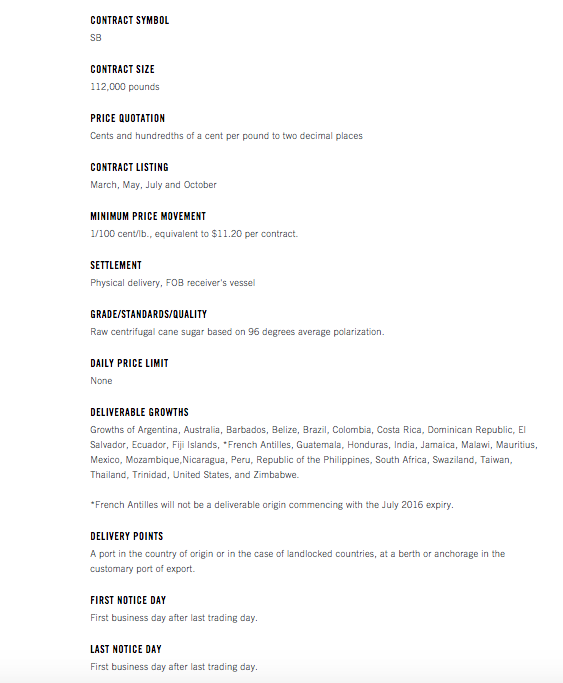 CONTRACT SYMBOL
SB
CONTRACT SIZE
112,000 pounds
PRICE QUOTATION
Cents and hundredths of a cent per pound to two decimal places
CONTRACT LISTING
March, May, July and October
MINIMUM PRICE MOVEMENT
1/100 cent/lb., equivalent to $11.20 per contract.
SETTLEMENT
Physical delivery, FOB receiver's vessel
GRADE/STANDARDS/QUALITY
Raw centrifugal cane sugar based on 96 degrees average polarization.
DAILY PRICE LIMIT
None
DELIVERABLE GROWTHS
Growths of Argentina, Australia, Barbados, Belize, Brazil, Colombia, Costa Rica, Dominican Republic, El
Salvador, Ecuador, Fiji Islands, *French Antilles, Guatemala, Honduras, India, Jamaica, Malawi, Mauritius,
Mexico, Mozambique,Nicaragua, Peru, Republic of the Philippines, South Africa, Swaziland, Taiwan,
Thailand, Trinidad, United States, and Zimbabwe.
*French Antilles will not be a deliverable origin commencing with the July 2016 expiry.
DELIVERY POINTS
A port in the country of origin or in the case of landlocked countries, at a berth or anchorage in the
customary port of export.
FIRST NOTICE DAY
First business day after last trading day.
LAST NOTICE DAY
First business day after last trading day.